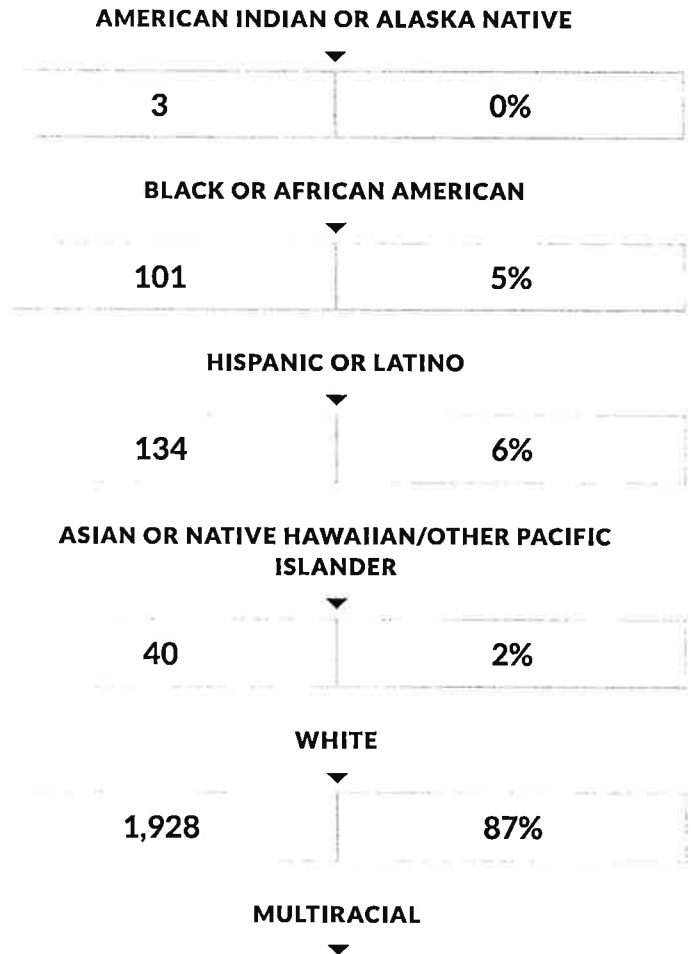 AMERICAN INDIAN OR ALASKA NATIVE
3 0%
BLACK OR AFRICAN AMERICAN
101 5%
HISPANIC OR LATINO
134 6%
ASIAN OR NATIVE HAWAIIAN/OTHER PACIFIC
ISLANDER
40 2%
WHITE
1,928 87%
MULTIRACIAL